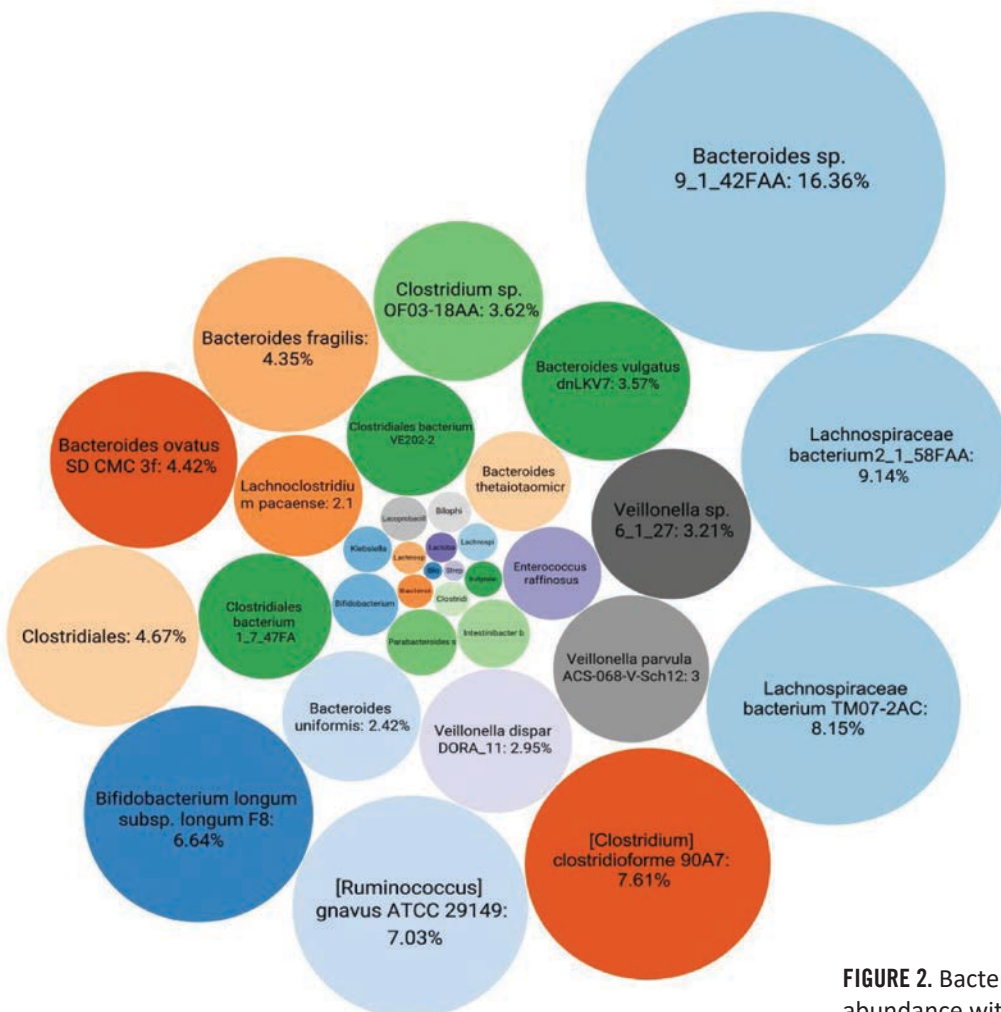 Bacteroides sp.
9_1_42FAA: 16.36%
Clostridium sp.
OF03-18AA: 3.62%
Bacteroides fragilis:
4.35%
Bacteroides vulgatus
dnLKV7: 3.57%
Clostridiales bacterium
VE202-2
Bacteroides ovatus
SD CMC 3f: 4.42%
Lachnospiraceae
bacterium2_1_58FAA:
9.14%
Bacteroides
thetaiotaomicr
Lachnoclostridiu
m pacaense: 2.1
Veillonella sp.
6_1_27: 3.21%
Bilophi
Klebsiella
Lachnospi
Lachnosp
Lactoba
Strep
Enterococcus
raffinosus
Bifidobacterium
Clostridi
Clostridiales
bacterium
1_7_47FA
Clostridiales: 4.67%
Parabacteroides s
Intestinibacter b
Veillonella parvula
ACS-068-V-Sch12: 3
Lachnospiraceae
bacterium TM07-2AC:
8.15%
Bacteroides
uniformis: 2.42%
Veillonella dispar
DORA_11: 2.95%
Bifidobacterium longum
subsp. longum F8:
6.64%
[Clostridium]
clostridioforme 90A7:
7.61%
[Ruminococcus]
gnavus ATCC 29149:
7.03%
FIGURE 2. Bacte
abundance wit